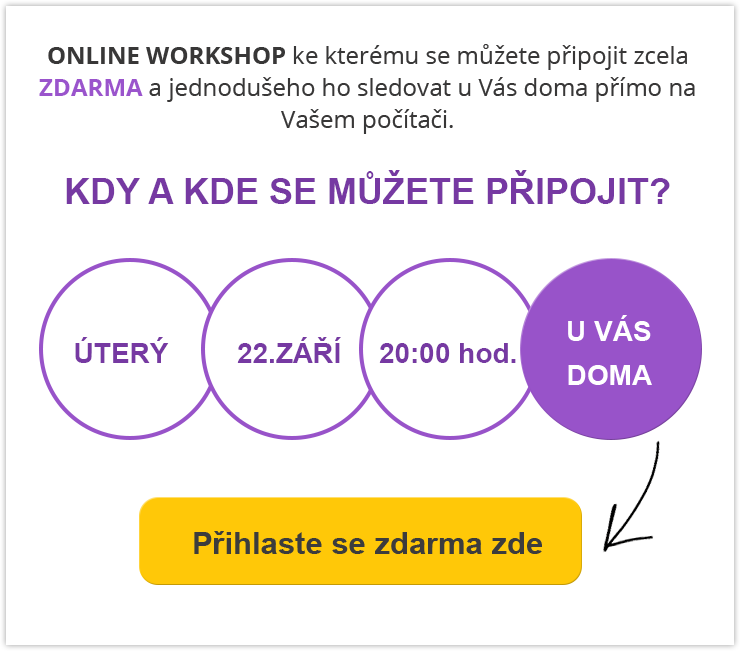 ONLINE WORKSHOP ke kterému se můžete připojit zcela
ZDARMA a jednodušeho ho sledovat u Vás doma přímo na
Vašem počítači.
KDY A KDE SE MŮŽETE PŘIPOJIT?
ÚTERÝ
22.ZÁŘÍ
20:00 hod.
U VÁS
DOMA
Přihlaste se zdarma zde